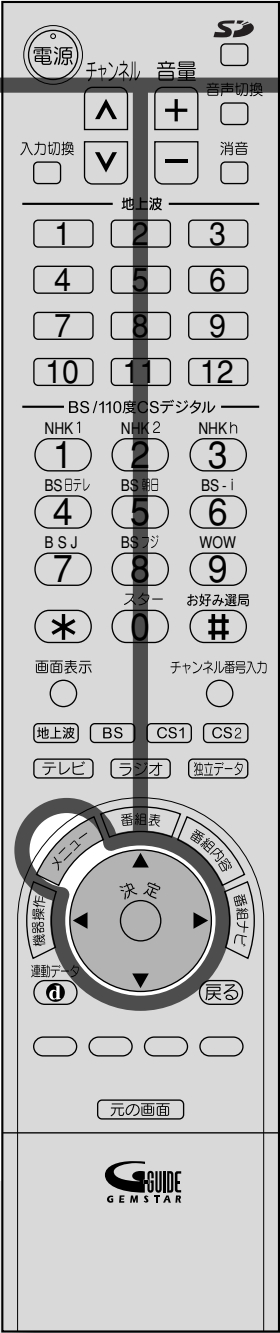 SD
電源
チャンネル 音量
音声切換
入力切換
消音
地上波
1 2 3
4 5 6
7 8 9
10 11 12
BS/110度CSデジタル
NHK1 NHK2 NHKh
1 2 3
BS日テレ BS朝日 BS-i
4 5 6
BSJ BSフジ WOW
7 8 9
スター お好み選局
* 0 #
画面表示 チャンネル番号入力
地上波 BS CS1 CS2
テレビ ラジオ 独立データ
番組表
メニュー 番組内容
決定
機器操作 番組ナビ
連動データ
d 戻る
元の画面
G-GUIDE
GEMSTAR